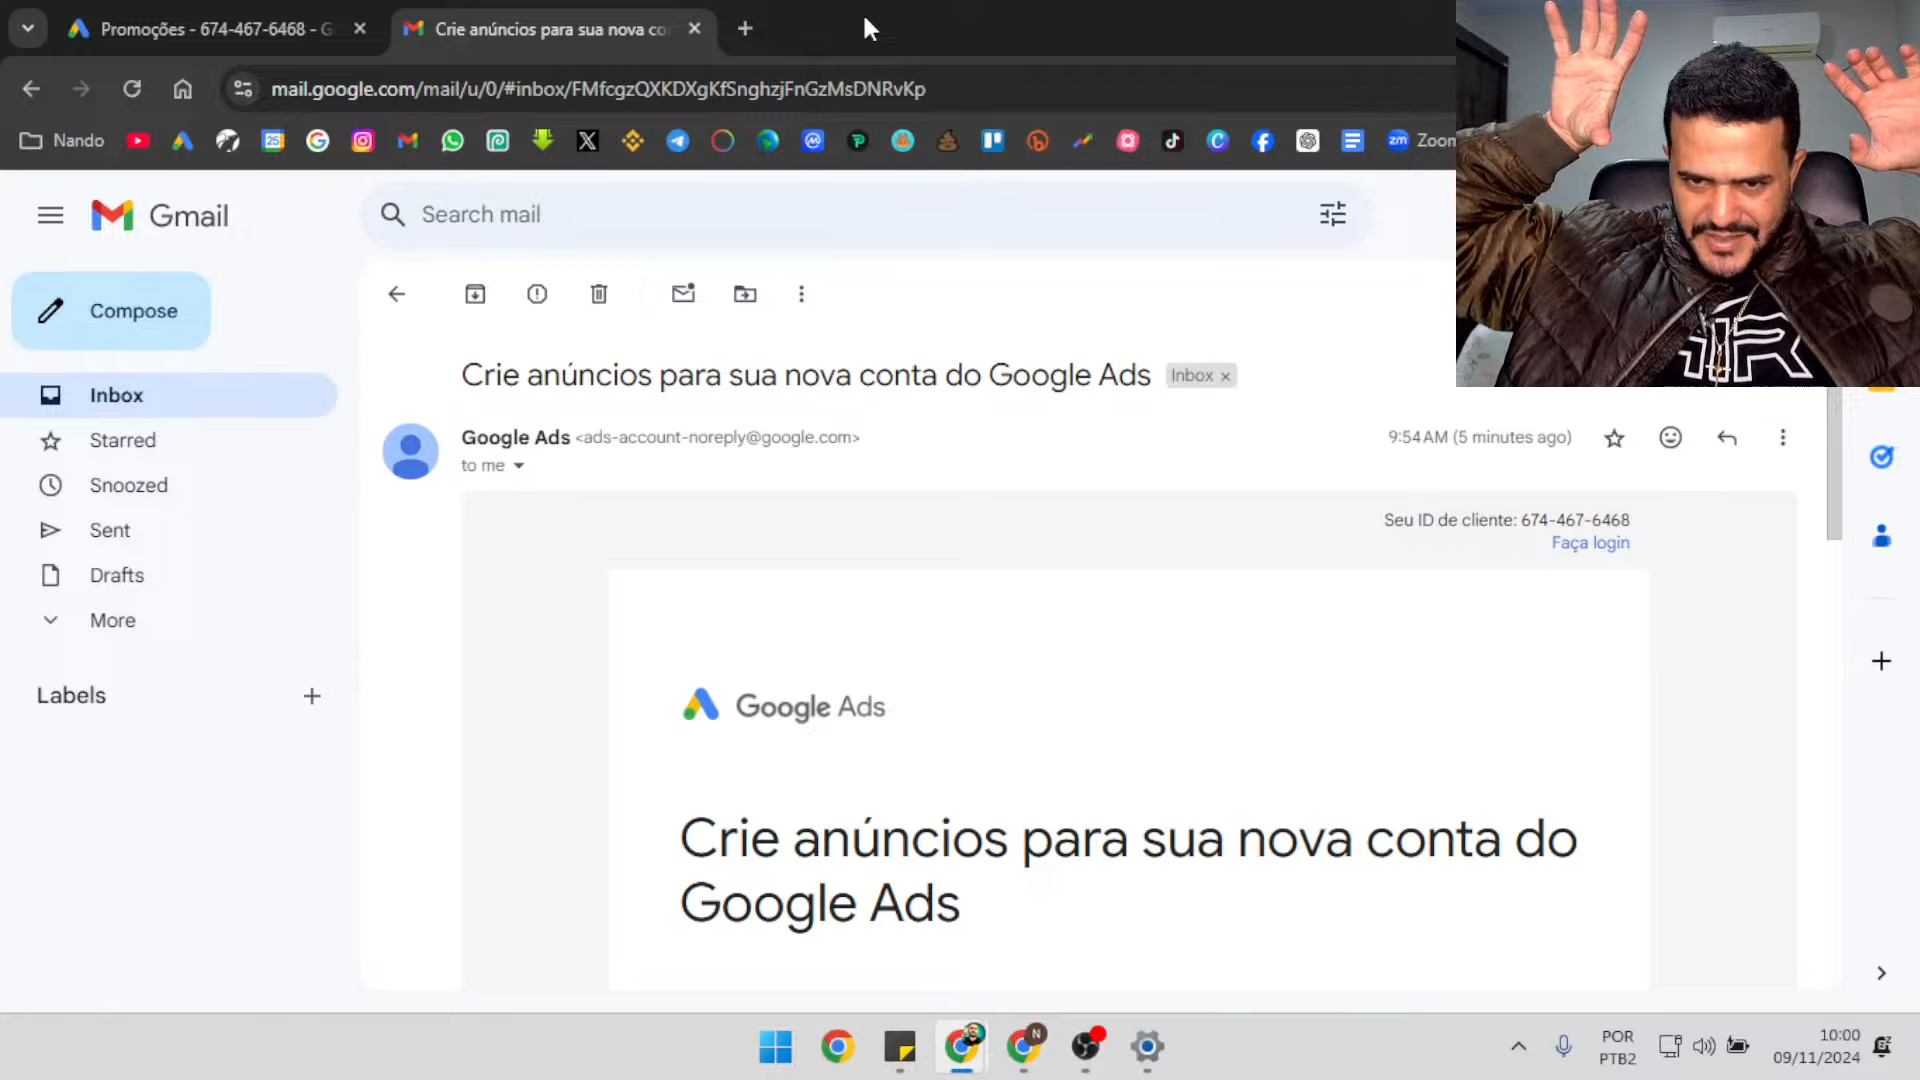 Promoções - 674-467-6468 - G
Crie anúncios para sua nova co
mail.google.com/mail/u/0/#inbox/FMfcgzQXKDXgKfSnghzjFnGzMsDNRvKp
Nando
25
zm Zoom
Gmail
Search mail
Compose
Inbox
Starred
Snoozed
Sent
Drafts
More
Labels
Crie anúncios para sua nova conta do Google Ads Inbox
Google Ads <ads-account-noreply@google.com>
9:54 AM (5 minutes ago)
to me
Seu ID de cliente: 674-467-6468
Faça login
Google Ads
Crie anúncios para sua nova conta do
Google Ads
N
POR
PTB2
10:00
09/11/2024